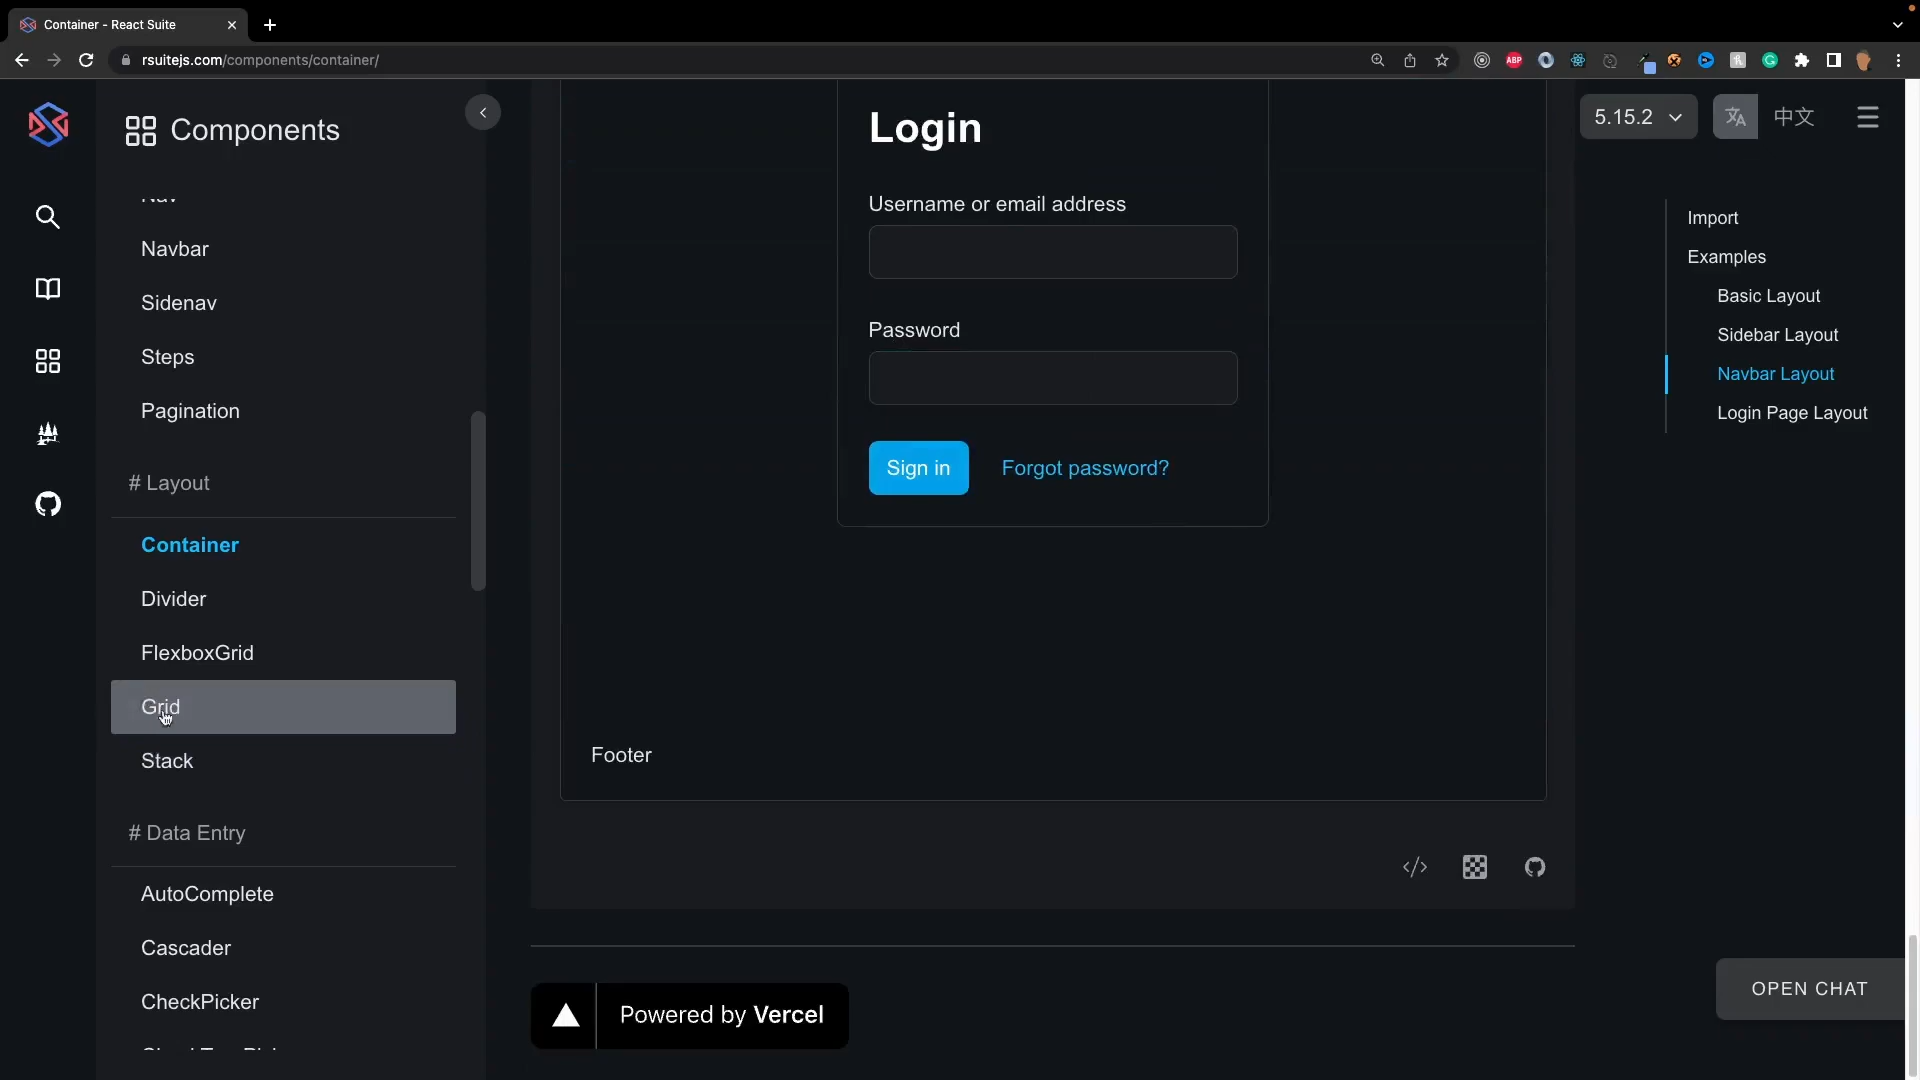 Container - React Suite
rsuitejs.com/components/container/
ABP
Components
Navbar
Sidenav
Steps
Pagination
# Layout
Container
Divider
FlexboxGrid
Grid
Stack
# Data Entry
AutoComplete
Cascader
CheckPicker
Login
Username or email address
Password
Sign in
Forgot password?
Footer
</>
Powered by Vercel
5.15.2
中文
Import
Examples
Basic Layout
Sidebar Layout
Navbar Layout
Login Page Layout
OPEN CHAT